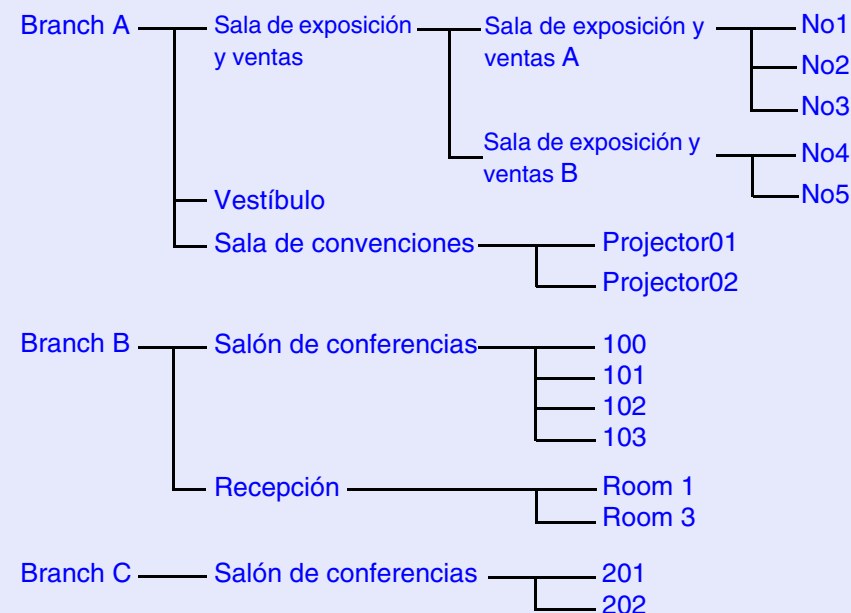 Branch A
Sala de exposición
y ventas
Sala de exposición y
ventas A
No1
No2
No3
Sala de exposición y
ventas B
No4
No5
Vestíbulo
Sala de convenciones
Projector01
Projector02
Branch B
Salón de conferencias
100
101
102
103
Recepción
Room 1
Room 3
Branch C
Salón de conferencias
201
202